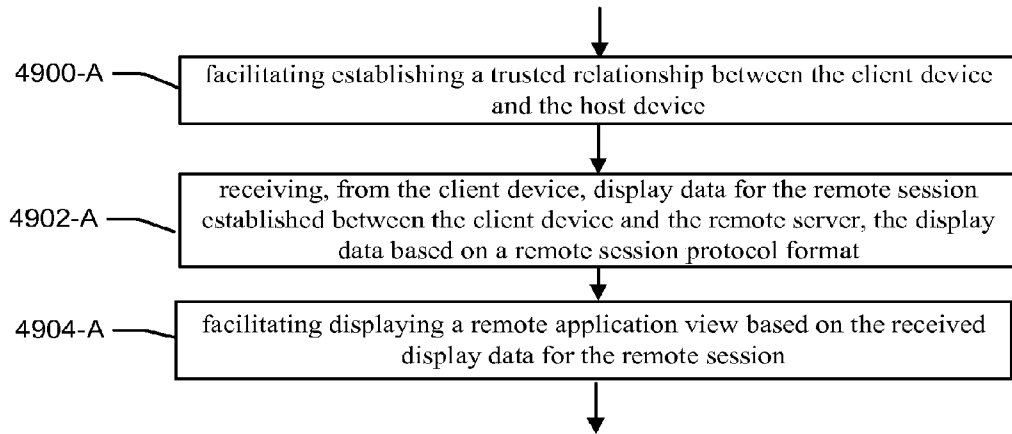 4900-A
facilitating establishing a trusted relationship between the client device
and the host device
4902-A
receiving, from the client device, display data for the remote session
established between the client device and the remote server, the display
data based on a remote session protocol format
4904-A
facilitating displaying a remote application view based on the received
display data for the remote session